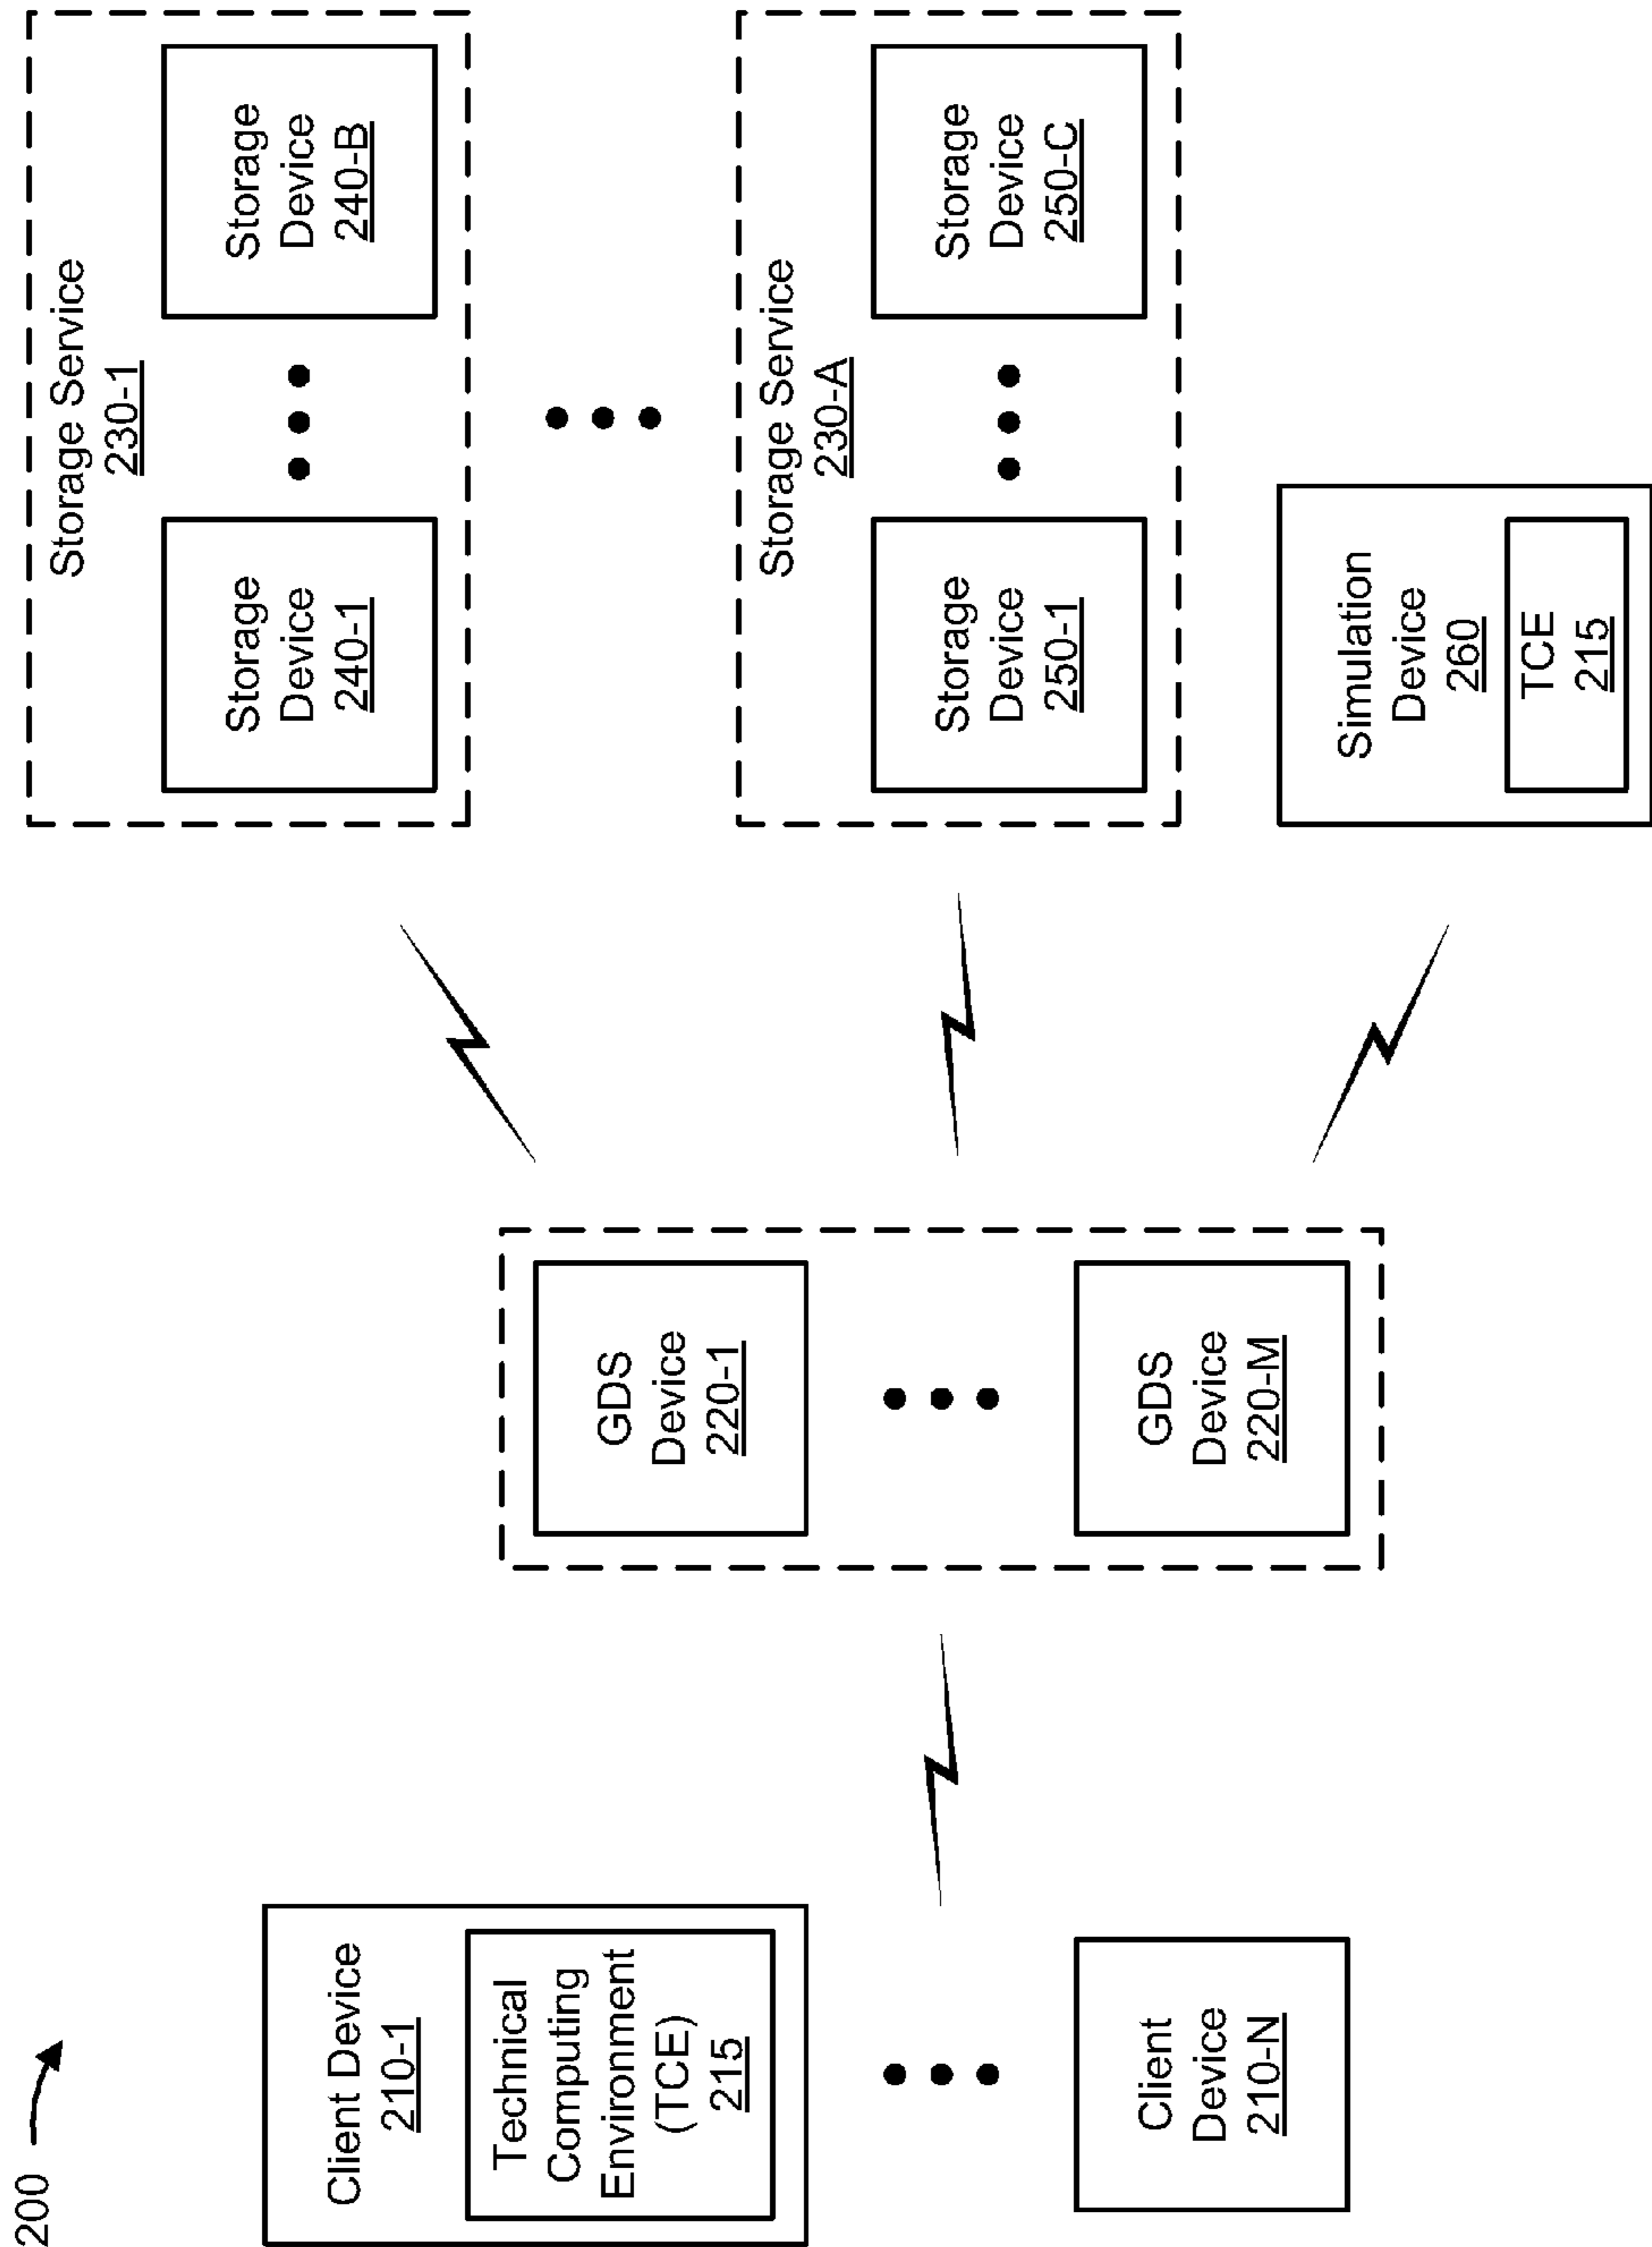 200
Client Device
210-1
Technical
Computing
Environment
(TCE)
215
Client
Device
210-N
GDS
Device
220-1
GDS
Device
220-M
Storage Service
230-1
Storage
Device
240-1
Storage
Device
240-B
Storage Service
230-A
Storage
Device
250-1
Storage
Device
250-C
Simulation
Device
260
TCE
215